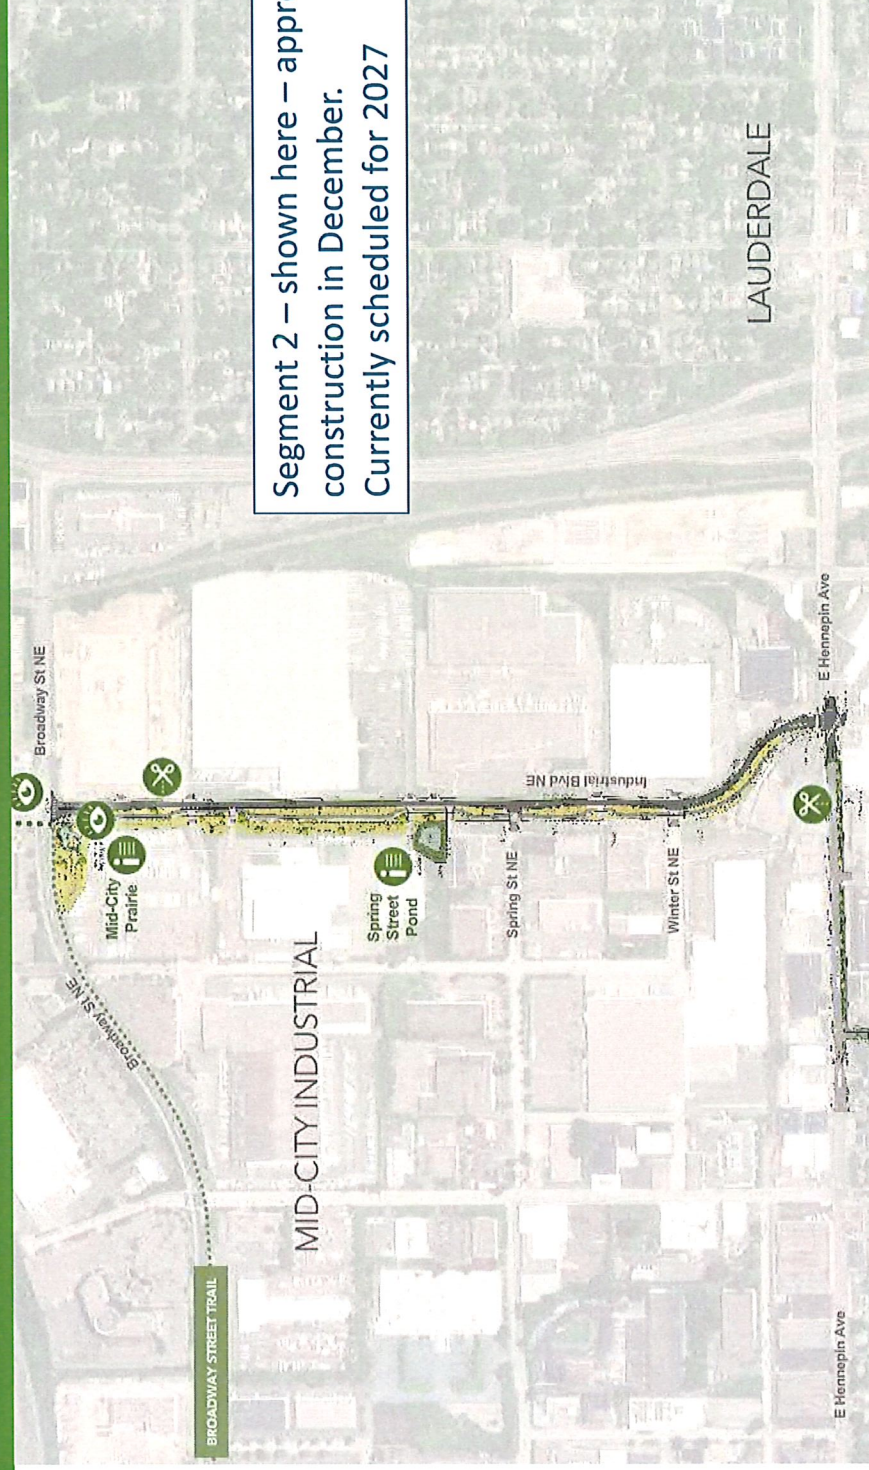 Broadway St NE
Broadway St NE
Mid-City
Prairie
BROADWAY STREET TRAIL
Segment 2 – shown here – appr
construction in December.
Currently scheduled for 2027
MID-CITY INDUSTRIAL
Spring
Street
Pond
Spring St NE
Industrial Blvd NE
Winter St NE
LAUDERDALE
E Hennepin Ave
E Hennepin Ave